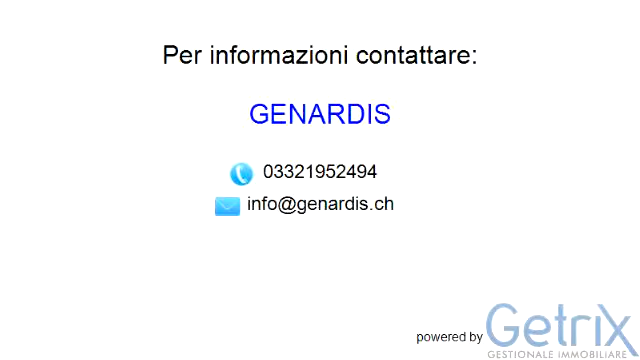 Per informazioni contattare:
GENARDIS
03321952494
info@genardis.ch
powered by Getrix
GESTIONALE IMMOBILIARE